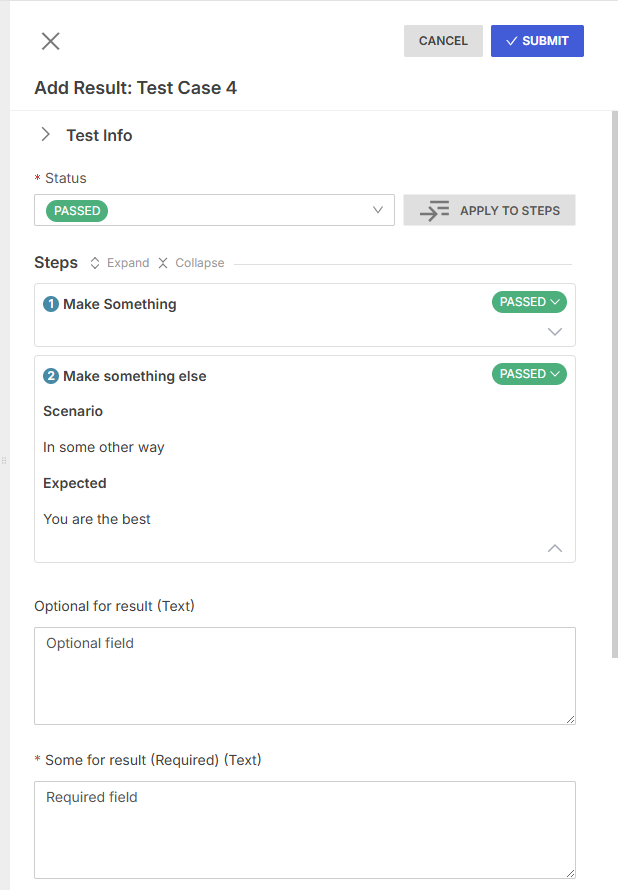 CANCEL
SUBMIT
Add Result: Test Case 4
Test Info
* Status
PASSED
APPLY TO STEPS
Steps Expand Collapse
1 Make Something
PASSED
2 Make something else
PASSED
Scenario
In some other way
Expected
You are the best
Optional for result (Text)
Optional field
* Some for result (Required) (Text)
Required field